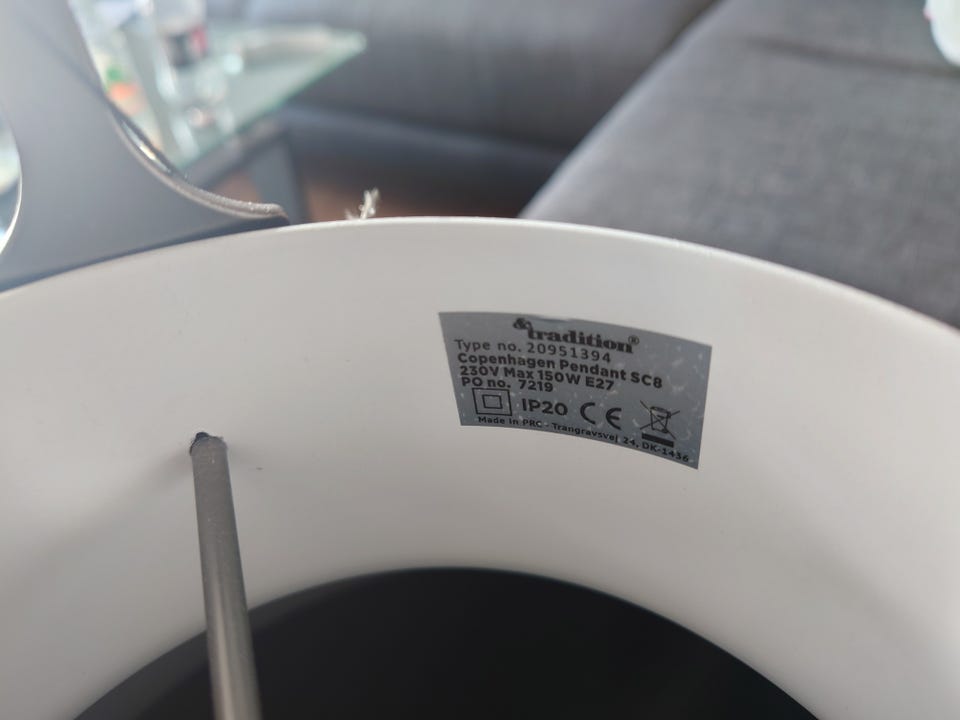 &tradition®
Type no. 20951394
Copenhagen Pendant SC8
230V Max 150W E27
PO no. 7219
IP20 CE
Made in PRC - Trangravsvej 24, DK-1436